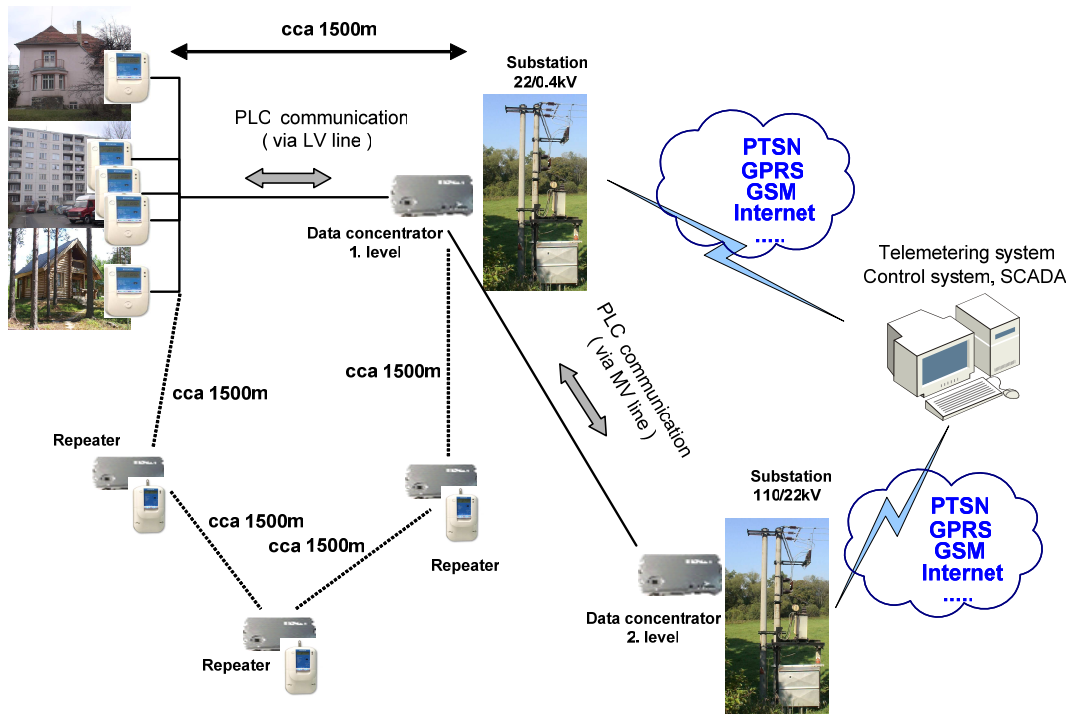 cca 1500m
Substation
22/0.4kV
PLC communication
( via LV line )
PTSN
GPRS
GSM
Internet
.....
Data concentrator
1. level
Telemetering system
Control system, SCADA
PLC communication
( via MV line )
cca 1500m
cca 1500m
Repeater
Substation
110/22kV
cca 1500m
cca 1500m
Repeater
PTSN
GPRS
GSM
Internet
.....
Data concentrator
2. level
Repeater